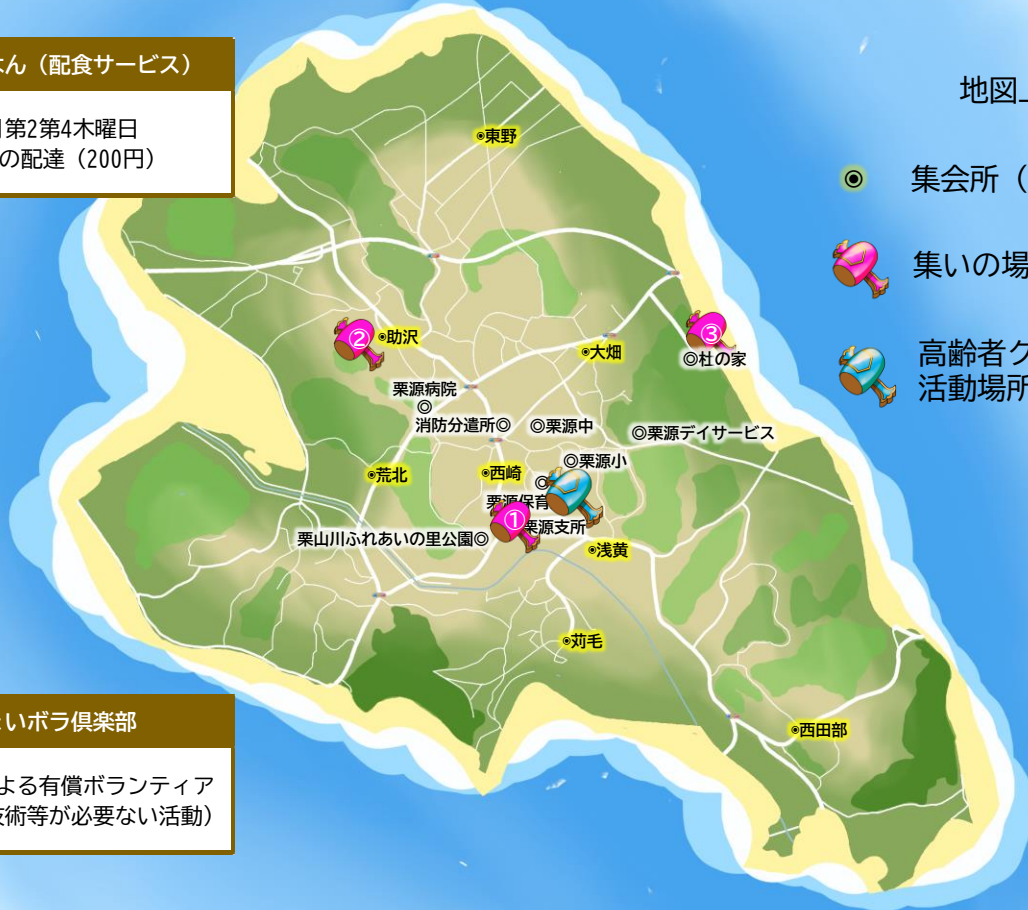 はん（配食サービス）
第2第4木曜日
の配達（200円）
いボラ倶楽部
よる有償ボランティア
術等が必要ない活動）
地図
集会所（
集いの場
高齢者ク
活動場所
◉東野
②
◉助沢
◉大畑
③
◎杜の家
栗源病院
◎
消防分遣所◎
◎栗源中
◎栗源デイサービス
◎栗源小
◉荒北
◉西崎
◎
栗源保育
①
栗源支所
栗山川ふれあいの里公園◎
◉浅黄
◉苅毛
◉西田部